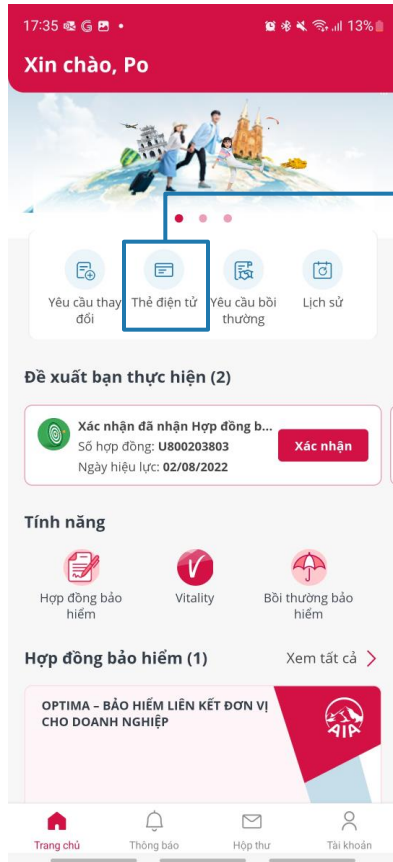 17:35
13%
Xin chào, Po
Yêu cầu thay
đổi
Thẻ điện tử
Yêu cầu bồi
thường
Lịch sử
Đề xuất bạn thực hiện (2)
Xác nhận đã nhận Hợp đồng b...
Số hợp đồng: U800203803
Ngày hiệu lực: 02/08/2022
Xác nhận
Tính năng
Hợp đồng bảo
hiểm
Vitality
Bồi thường bảo
hiểm
Hợp đồng bảo hiểm (1)
Xem tất cả
OPTIMA – BẢO HIỂM LIÊN KẾT ĐƠN VỊ
CHO DOANH NGHIỆP
AIA
Trang chủ
Thông báo
Hộp thư
Tài khoản